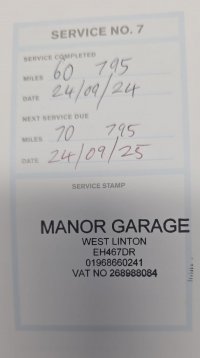 SERVICE NO. 7
SERVICE COMPLETED
MILES 60 795
DATE 24/09/24
NEXT SERVICE DUE
MILES 70 795
DATE 24/09/25
SERVICE STAMP
MANOR GARAGE
WEST LINTON
EH467DR
01968660241
VAT NO 268988084